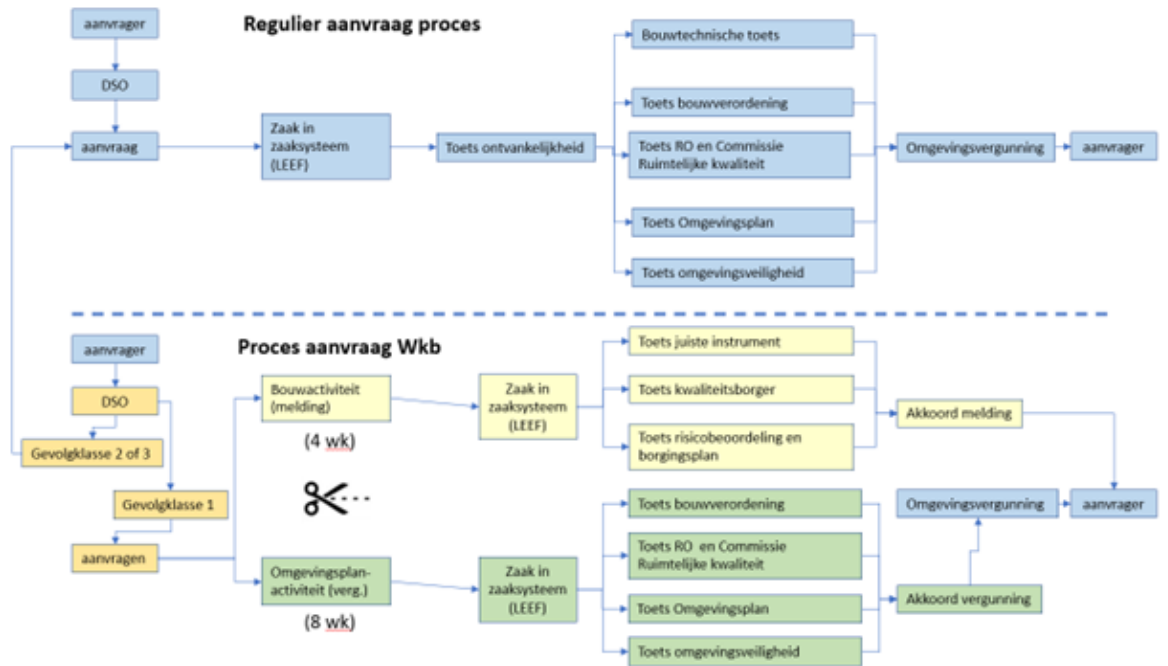 aanvrager
Regulier aanvraag proces
DSO
aanvraag
Zaak in
zaaksysteem
(LEEF)
Toets ontvankelijkheid
Bouwtechnische toets
Toets bouwverordening
Toets RO en Commissie
Ruimtelijke kwaliteit
Toets Omgevingsplan
Toets omgevingsveiligheid
Omgevingsvergunning
aanvrager
aanvrager
Proces aanvraag Wkb
DSO
Gevolgklasse 2 of 3
Gevolgklasse 1
aanvragen
Bouwactiviteit
(melding)
(4 wk)
Omgevingsplan-
activiteit (verg.)
(8 wk)
Zaak in
zaaksysteem
(LEEF)
Toets juiste instrument
Toets kwaliteitsborger
Toets risicobeoordeling en
borgingsplan
Akkoord melding
Zaak in
zaaksysteem
(LEEF)
Toets bouwverordening
Toets RO en Commissie
Ruimtelijke kwaliteit
Toets Omgevingsplan
Toets omgevingsveiligheid
Akkoord vergunning
Omgevingsvergunning
aanvrager